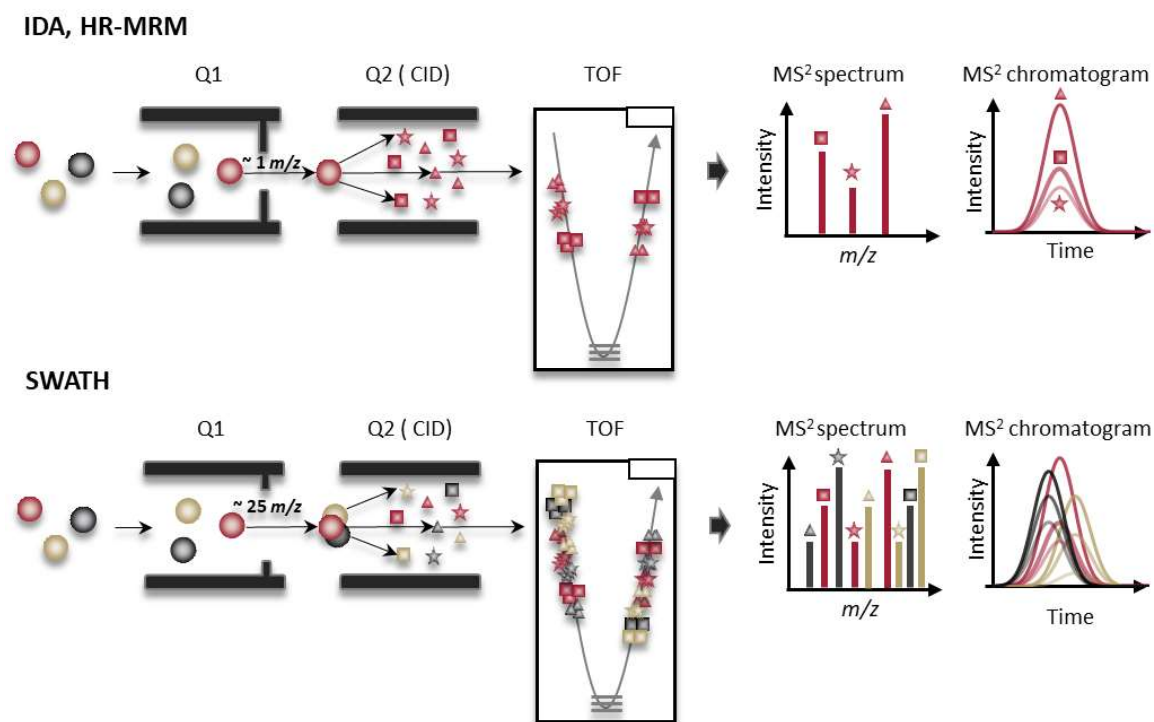 IDA, HR-MRM
Q1
Q2 ( CID)
TOF
MS² spectrum
MS² chromatogram
~ 1 m/z
Intensity
m/z
Intensity
Time
SWATH
Q1
Q2 ( CID)
TOF
MS² spectrum
MS² chromatogram
~ 25 m/z
Intensity
m/z
Intensity
Time